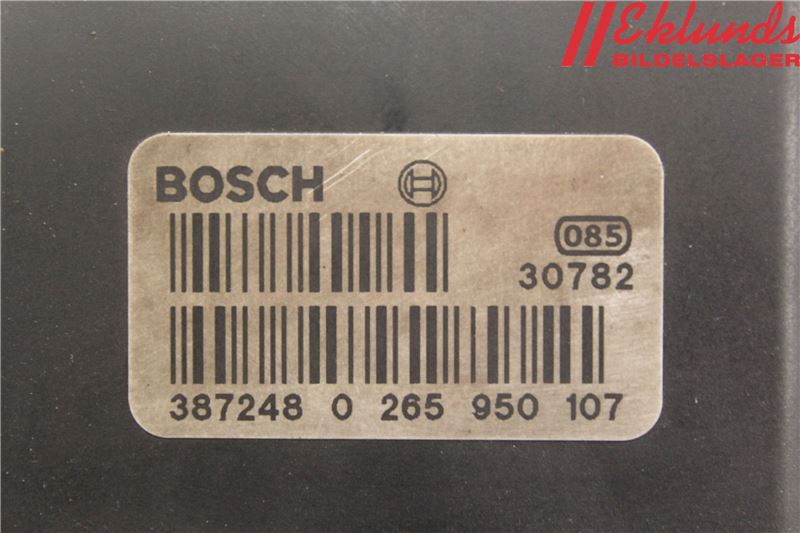 Eklunds
BILDELSLAGER
BOSCH
085
30782
387248 0 265 950 107